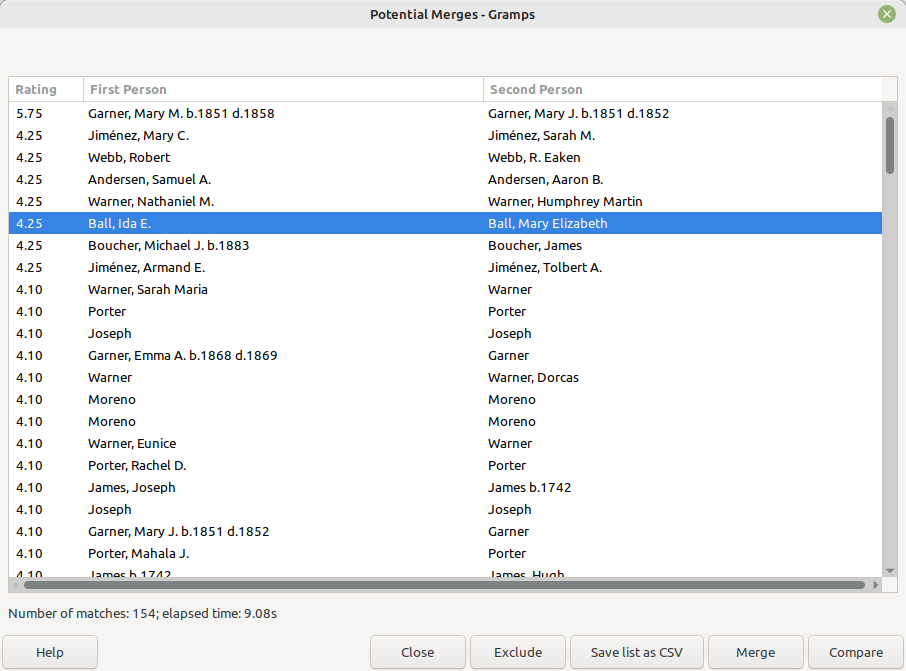 Potential Merges - Gramps
Rating First Person Second Person
5.75 Garner, Mary M. b.1851 d.1858 Garner, Mary J. b.1851 d.1852
4.25 Jiménez, Mary C. Jiménez, Sarah M.
4.25 Webb, Robert Webb, R. Eaken
4.25 Andersen, Samuel A. Andersen, Aaron B.
4.25 Warner, Nathaniel M. Warner, Humphrey Martin
4.25 Ball, Ida E. Ball, Mary Elizabeth
4.25 Boucher, Michael J. b.1883 Boucher, James
4.25 Jiménez, Armand E. Jiménez, Tolbert A.
4.10 Warner, Sarah Maria Warner
4.10 Porter Porter
4.10 Joseph Joseph
4.10 Garner, Emma A. b.1868 d.1869 Garner
4.10 Warner Warner, Dorcas
4.10 Moreno Moreno
4.10 Moreno Moreno
4.10 Warner, Eunice Warner
4.10 Porter, Rachel D. Porter
4.10 James, Joseph James b.1742
4.10 Joseph Joseph
4.10 Garner, Mary J. b.1851 d.1852 Garner
4.10 Porter, Mahala J. Porter
4.10 James b.1742 James, Hugh
Number of matches: 154; elapsed time: 9.08s
Help Close Exclude Save list as CSV Merge Compare